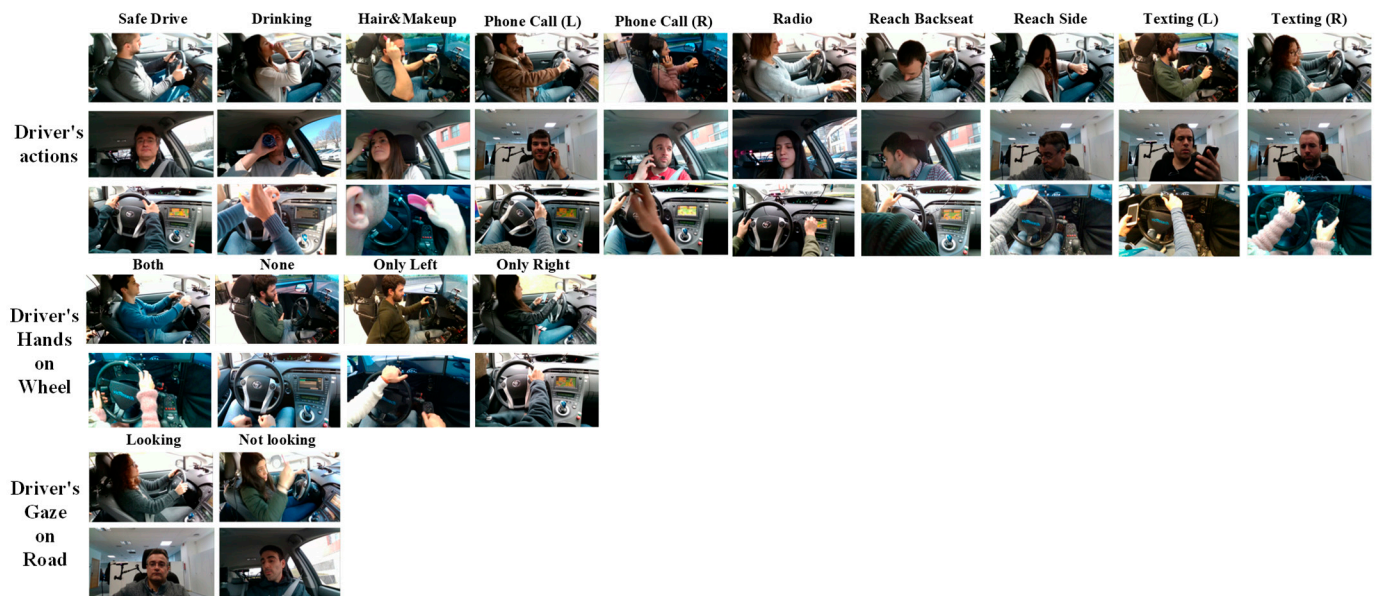 Safe Drive Drinking Hair&Makeup Phone Call (L) Phone Call (R) Radio Reach Backseat Reach Side Texting (L) Texting (R)
Driver's
actions
Both None Only Left Only Right
Driver's
Hands
on
Wheel
Looking Not looking
Driver's
Gaze
on
Road